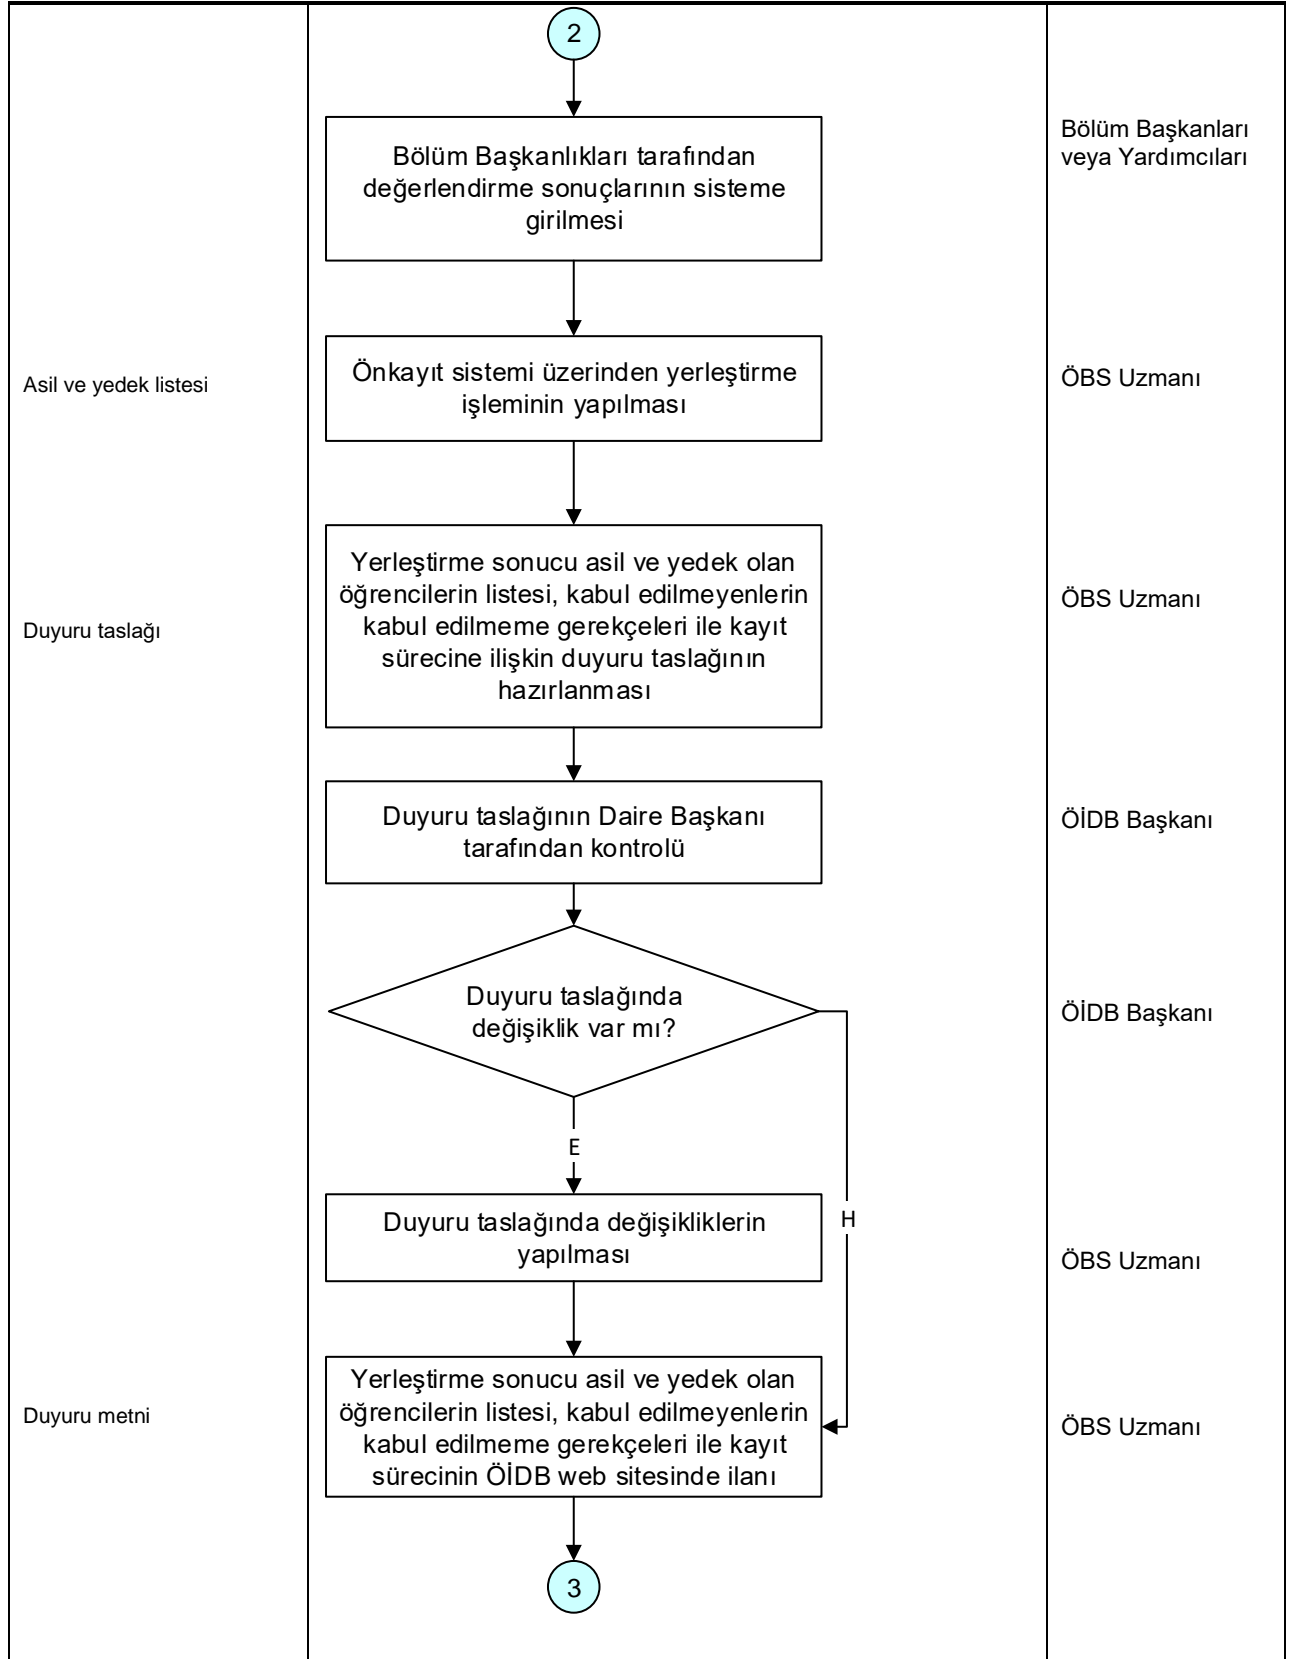 2
Bölüm Başkanlıkları tarafından
değerlendirme sonuçlarının sisteme
girilmesi
Bölüm Başkanları
veya Yardımcıları
Asil ve yedek listesi
Önkayıt sistemi üzerinden yerleştirme
işleminin yapılması
ÖBS Uzmanı
Duyuru taslağı
Yerleştirme sonucu asil ve yedek olan
öğrencilerin listesi, kabul edilmeyenlerin
kabul edilmeme gerekçeleri ile kayıt
sürecine ilişkin duyuru taslağının
hazırlanması
ÖBS Uzmanı
Duyuru taslağının Daire Başkanı
tarafından kontrolü
ÖİDB Başkanı
Duyuru taslağında
değişiklik var mı?
ÖİDB Başkanı
E
H
Duyuru taslağında değişikliklerin
yapılması
ÖBS Uzmanı
Duyuru metni
Yerleştirme sonucu asil ve yedek olan
öğrencilerin listesi, kabul edilmeyenlerin
kabul edilmeme gerekçeleri ile kayıt
sürecinin ÖİDB web sitesinde ilanı
ÖBS Uzmanı
3